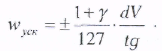 w_уск = ± (1 + γ)/127 · dV/tg .